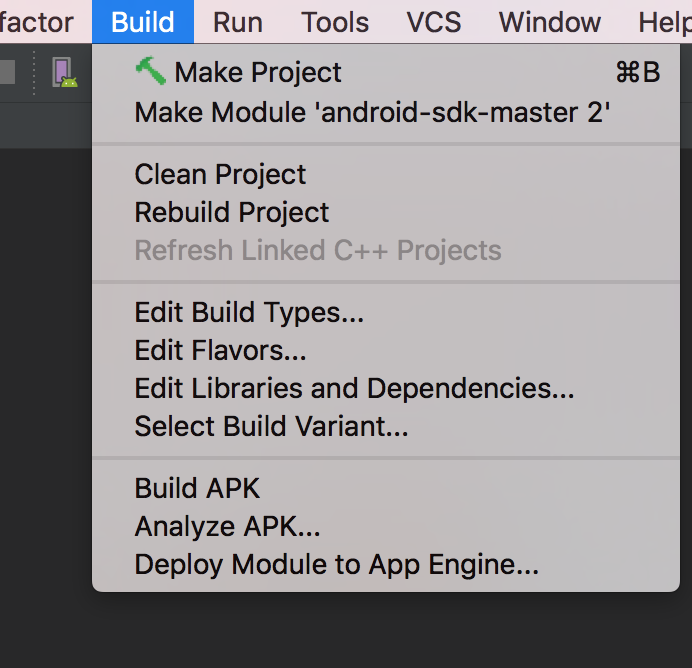 factor Build Run Tools VCS Window Help
Make Project ⌘B
Make Module 'android-sdk-master 2'
Clean Project
Rebuild Project
Refresh Linked C++ Projects
Edit Build Types...
Edit Flavors...
Edit Libraries and Dependencies...
Select Build Variant...
Build APK
Analyze APK...
Deploy Module to App Engine...